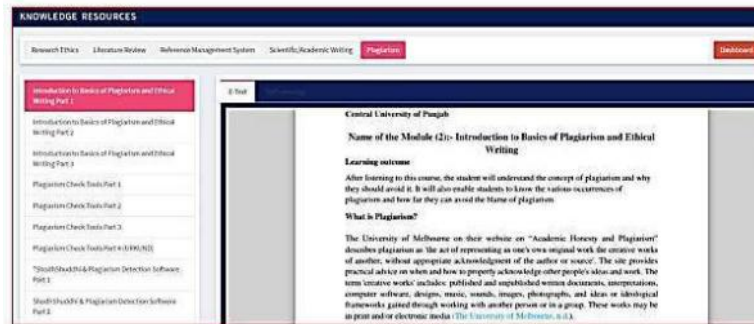 KNOWLEDGE RESOURCES
Research Ethics Literature Review Reference Management System Scientific/Academic Writing Plagiarism Dashboard
Introduction to Basics of Plagiarism and Ethical
Writing Part 1
Introduction to Basics of Plagiarism and Ethical
Writing Part 2
Introduction to Basics of Plagiarism and Ethical
Writing Part 3
Plagiarism Check Tools Part 1
Plagiarism Check Tools Part 2
Plagiarism Check Tools Part 3
Plagiarism Check Tools Part 4 (URKUND)
"ShodhShuddhi & Plagiarism Detection Software
Part 1
ShodhShuddhi & Plagiarism Detection Software
Part 2
E-Text
Central University of Punjab
Name of the Module (2):- Introduction to Basics of Plagiarism and Ethical
Writing
Learning outcome
After listening to this course, the student will understand the concept of plagiarism and why
they should avoid it. It will also enable students to know the various occurrences of
plagiarism and how far they can avoid the blame of plagiarism
What is Plagiarism?
The University of Melbourne on their website on "Academic Honesty and Plagiarism"
describes plagiarism as 'the act of representing as one's own original work the creative works
of another, without appropriate acknowledgment of the author or source'. The site provides
practical advice on when and how to properly acknowledge other people's ideas and work. The
term 'creative works' includes: published and unpublished written documents, interpretations,
computer software, designs, music, sounds, images, photographs, and ideas or ideological
frameworks gained through working with another person or in a group. These works may be
in print and/or electronic media (The University of Melbourne, n.d.).